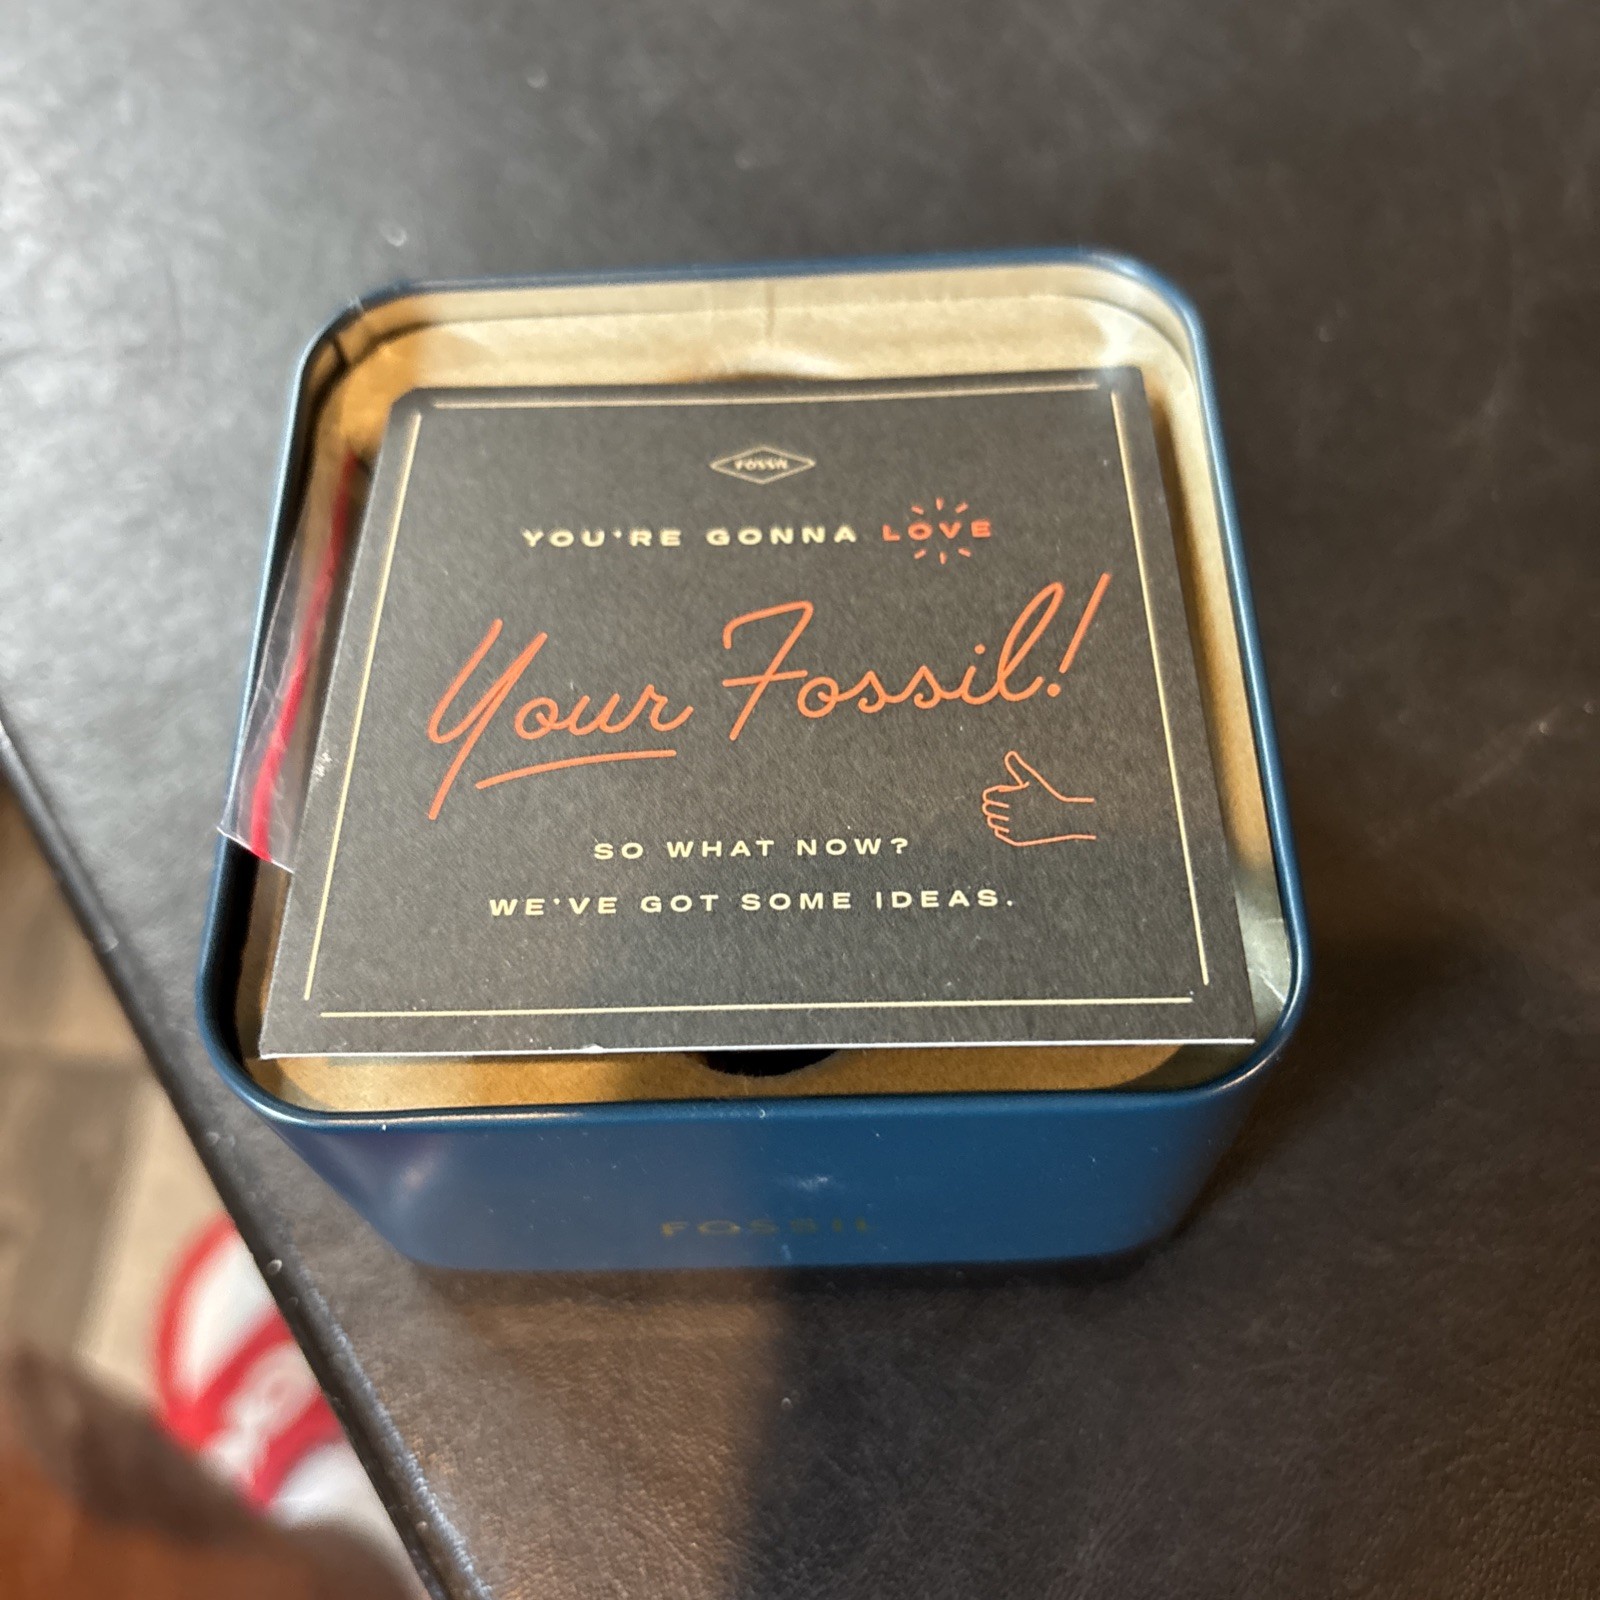 FOSSIL
YOU'RE GONNA LOVE
Your Fossil!
SO WHAT NOW?
WE'VE GOT SOME IDEAS.
FOSSIL